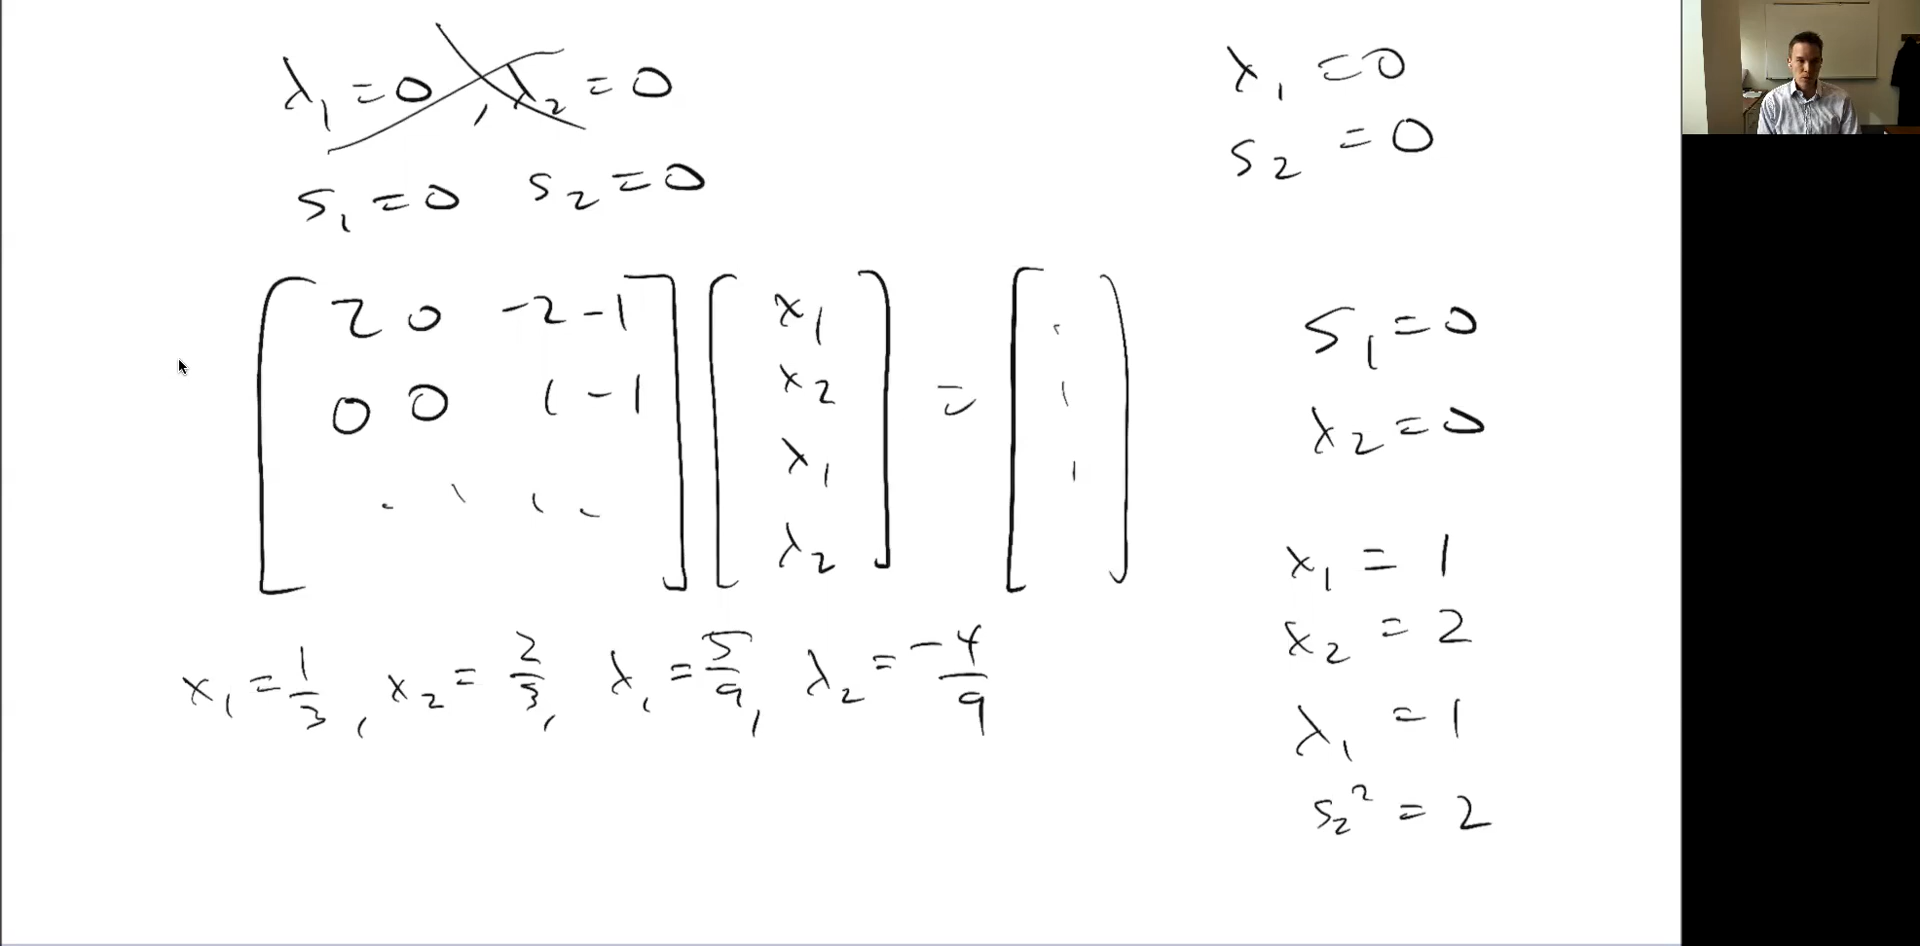 λ₁ = 0 , λ₂ = 0
s₁ = 0 s₂ = 0
[ 2 0 -2 -1 ] [ x₁ ] = [ . ]
[ 0 0 1 -1 ] [ x₂ ] [ ı ]
[ . ı ı . ] [ λ₁ ] [ ı ]
[ λ₂ ]
x₁ = 1/3 , x₂ = 2/3 , λ₁ = 5/9 , λ₂ = -4/9
λ₁ = 0
s₂ = 0
s₁ = 0
λ₂ = 0
x₁ = 1
x₂ = 2
λ₁ = 1
s₂² = 2